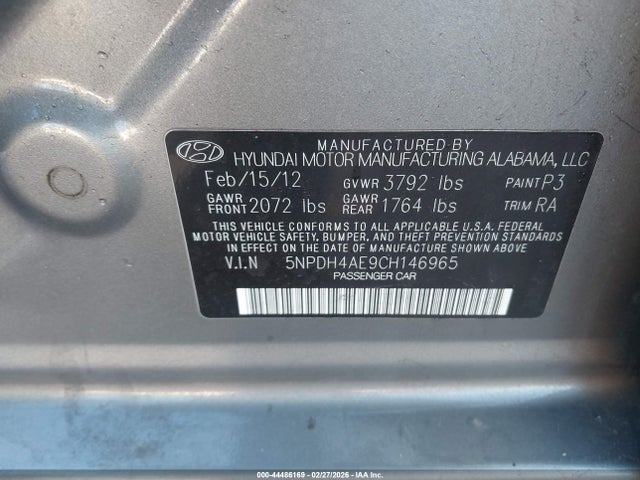 MANUFACTURED BY
HYUNDAI MOTOR MANUFACTURING ALABAMA, LLC
Feb/15/12 GVWR 3792 lbs PAINT P3
GAWR FRONT 2072 lbs GAWR REAR 1764 lbs TRIM RA
THIS VEHICLE CONFORMS TO ALL APPLICABLE U.S.A. FEDERAL
MOTOR VEHICLE SAFETY, BUMPER, AND THEFT PREVENTION STANDARDS
IN EFFECT ON THE DATE OF MANUFACTURE SHOWN ABOVE
V.I.N 5NPDH4AE9CH146965
PASSENGER CAR
000-44486169 - 02/27/2026 - © IAA, Inc.